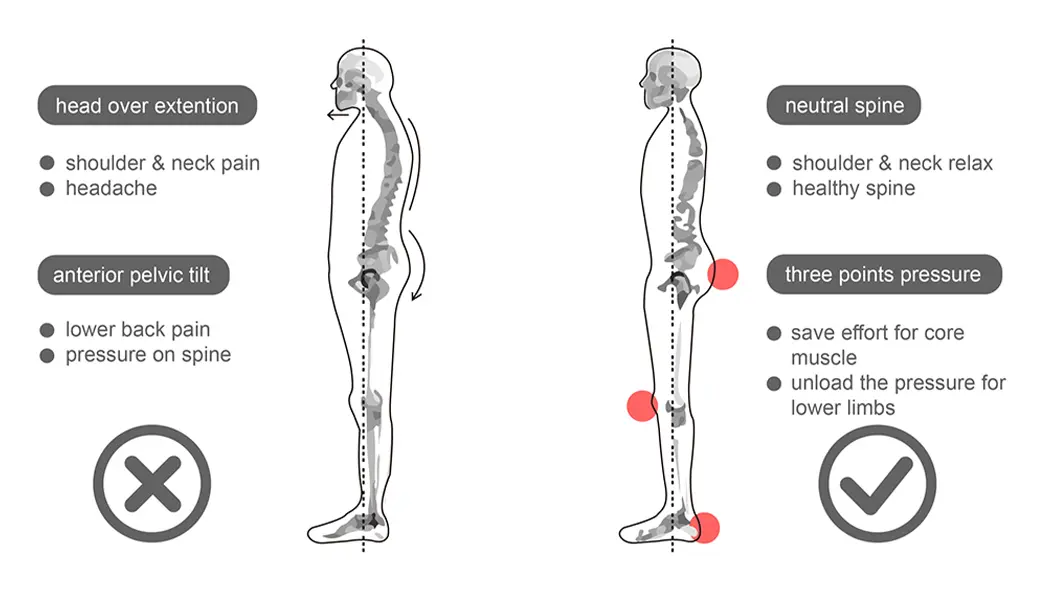 head over extention
shoulder & neck pain
headache
anterior pelvic tilt
lower back pain
pressure on spine
neutral spine
shoulder & neck relax
healthy spine
three points pressure
save effort for core
muscle
unload the pressure for
lower limbs